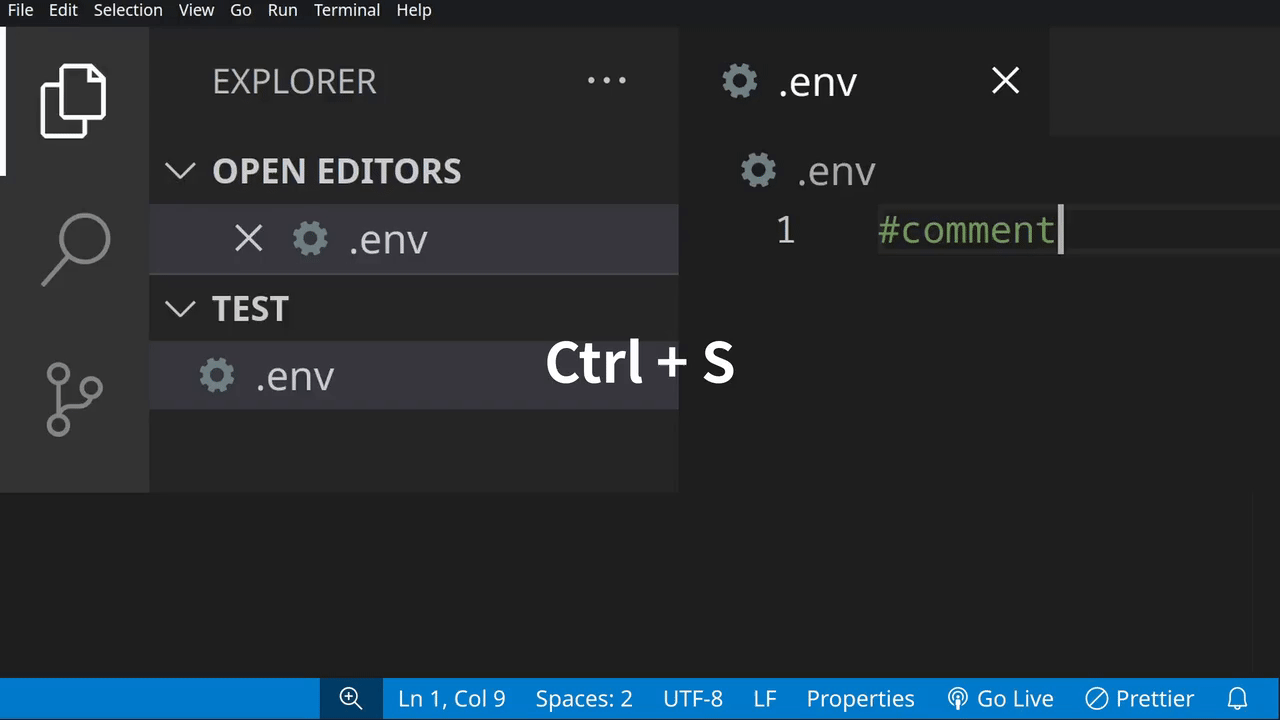 File Edit Selection View Go Run Terminal Help
EXPLORER ...
OPEN EDITORS
.env
TEST
.env
.env
.env
1 #comment
Ctrl + S
Ln 1, Col 9 Spaces: 2 UTF-8 LF Properties Go Live Prettier